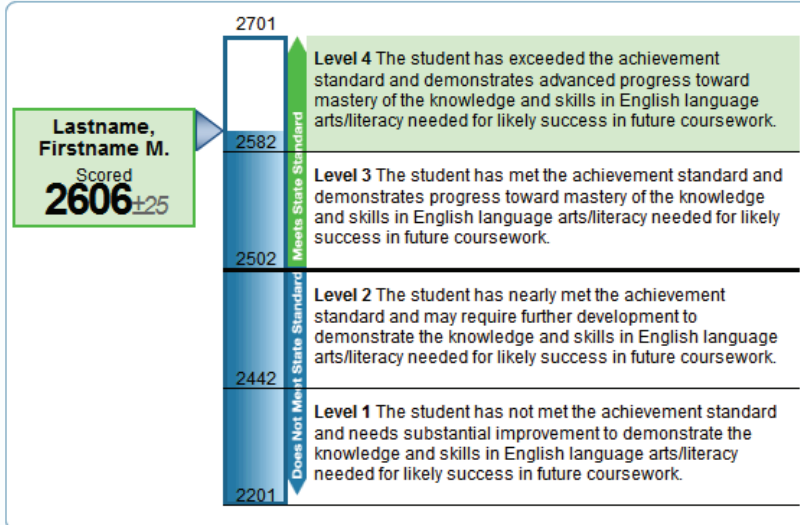 2701
Level 4 The student has exceeded the achievement
standard and demonstrates advanced progress toward
mastery of the knowledge and skills in English language
arts/literacy needed for likely success in future coursework.
Lastname,
Firstname M.
Scored
2606±25
2582
Level 3 The student has met the achievement standard and
demonstrates progress toward mastery of the knowledge
and skills in English language arts/literacy needed for likely
success in future coursework.
Meets State Standard
2502
Level 2 The student has nearly met the achievement
standard and may require further development to
demonstrate the knowledge and skills in English language
arts/literacy needed for likely success in future coursework.
2442
Does Not Meet State Standard
Level 1 The student has not met the achievement standard
and needs substantial improvement to demonstrate the
knowledge and skills in English language arts/literacy
needed for likely success in future coursework.
2201